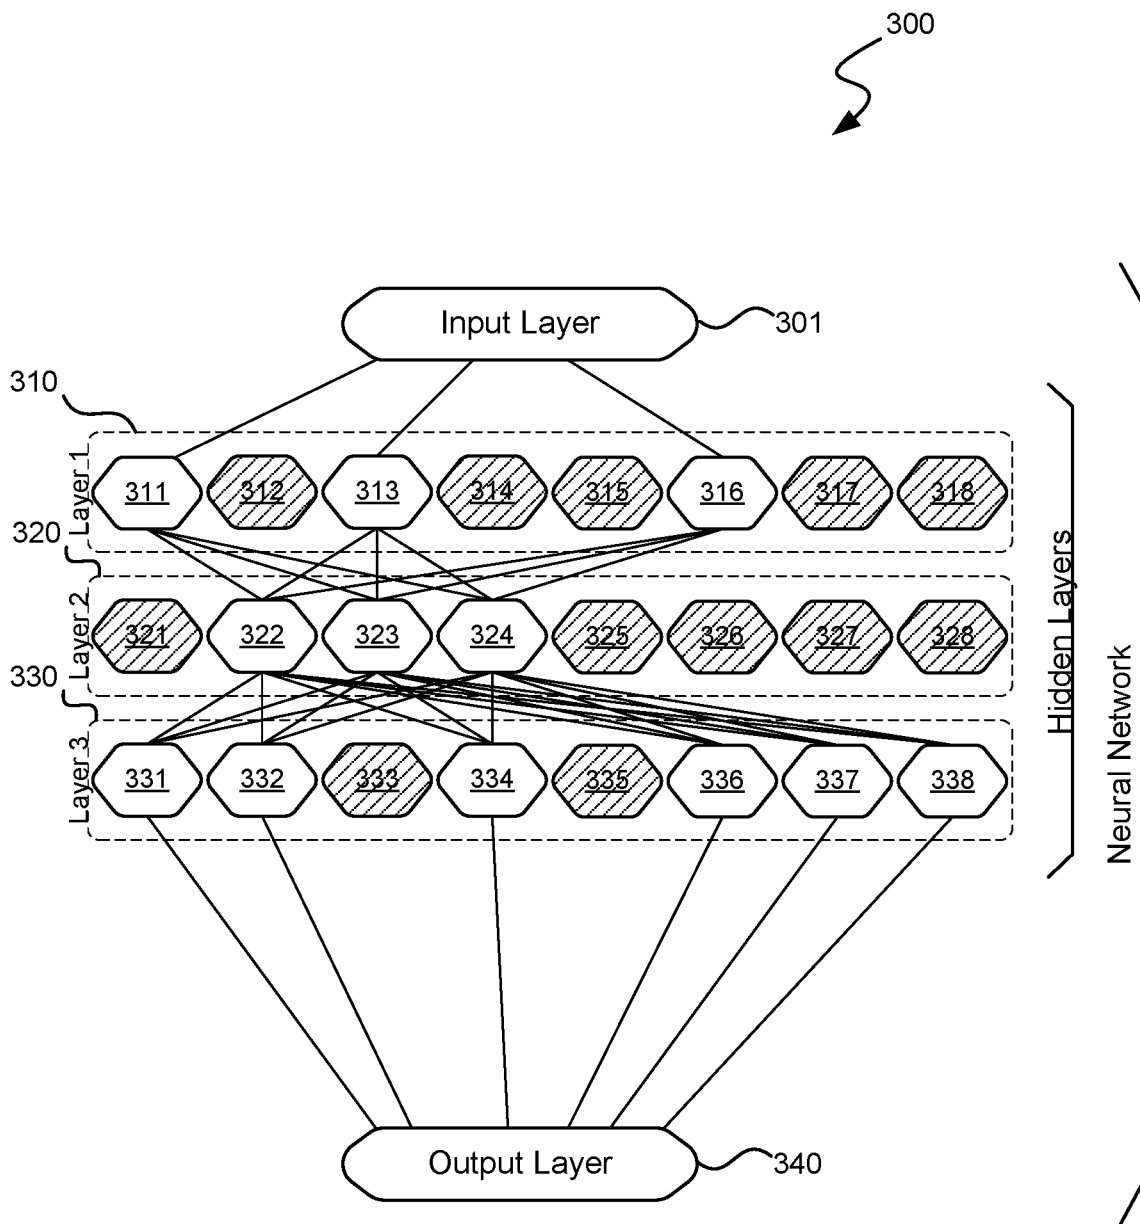 300
Input Layer
301
310
Layer 1
311 312 313 314 315 316 317 318
320
Layer 2
321 322 323 324 325 326 327 328
330
Layer 3
331 332 333 334 335 336 337 338
Hidden Layers
Neural Network
Output Layer
340